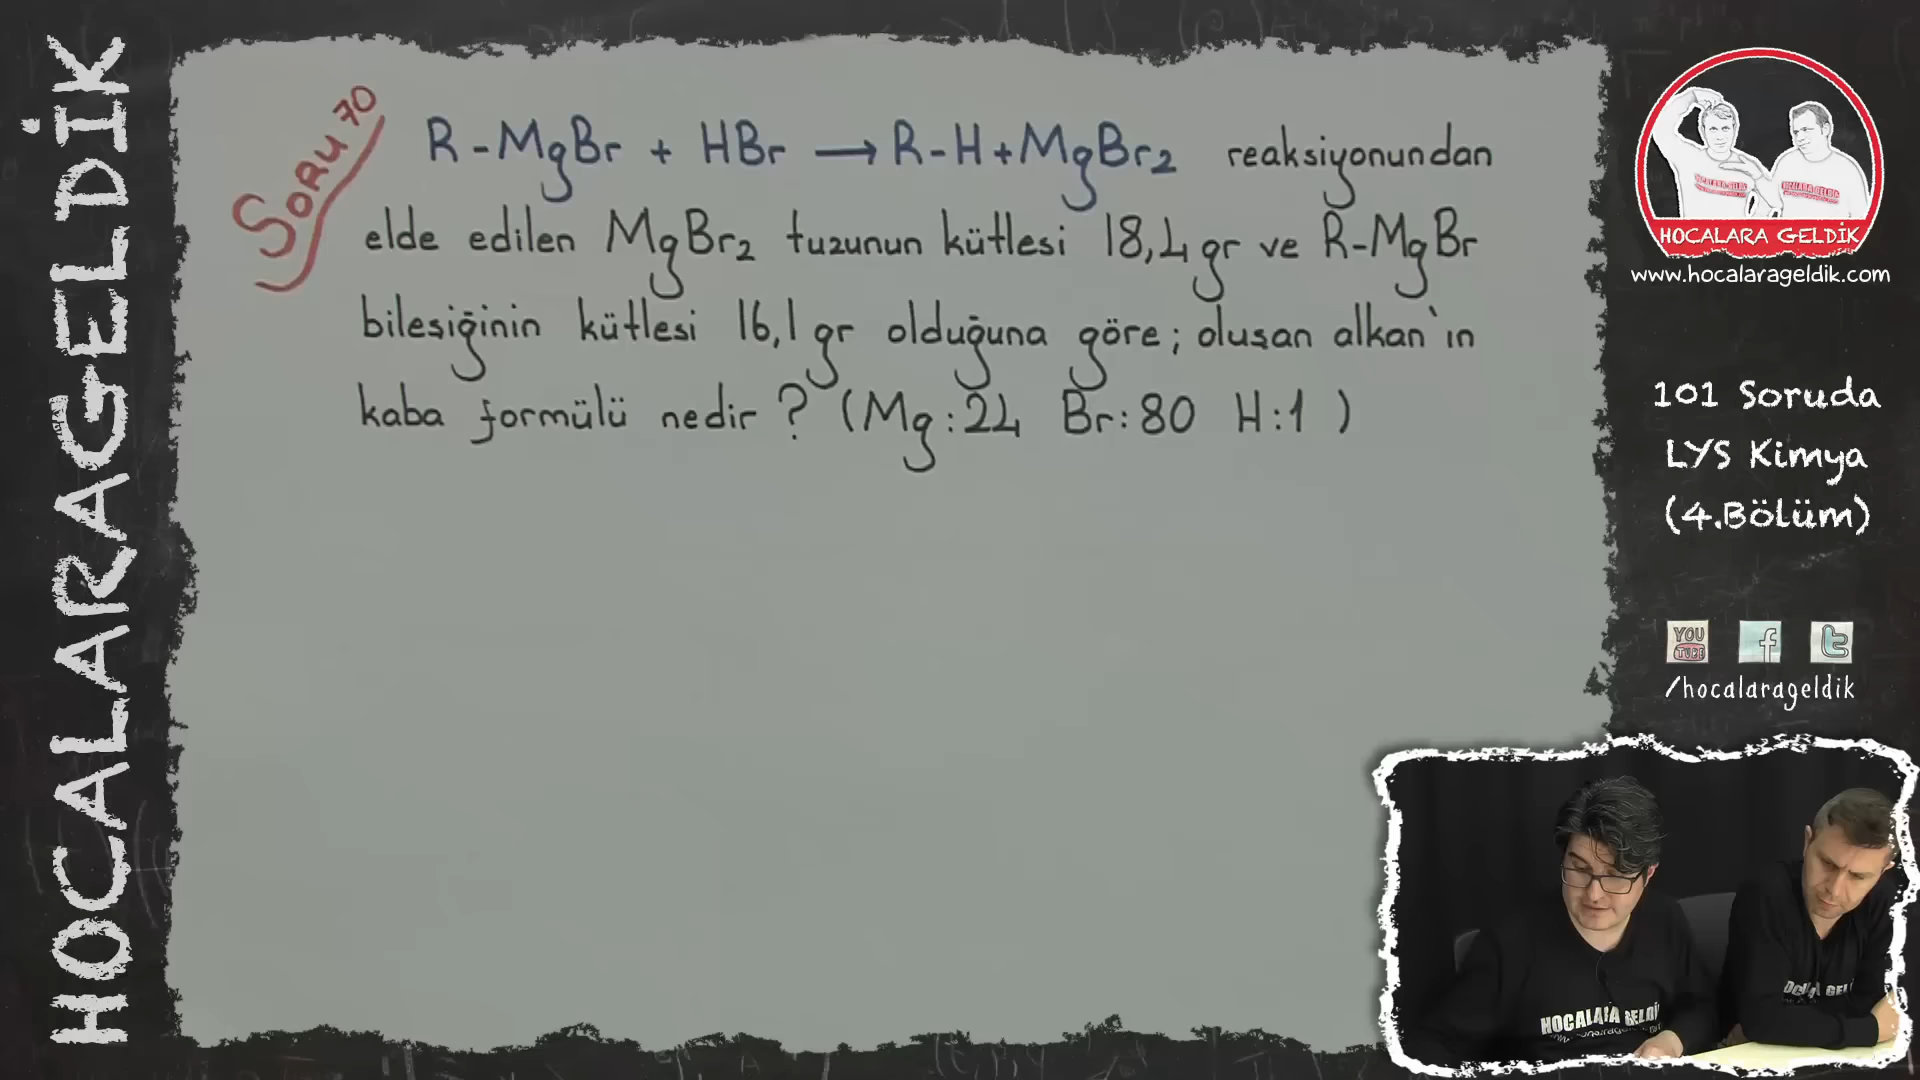 HOCALARAGELDİK
SORU 70
R-MgBr + HBr → R-H + MgBr₂ reaksiyonundan
elde edilen MgBr₂ tuzunun kütlesi 18,4 gr ve R-MgBr
bileşiğinin kütlesi 16,1 gr olduğuna göre; oluşan alkan'ın
kaba formülü nedir? (Mg:24 Br:80 H:1)
HOCALARA GELDİK
www.hocalarageldik.com
101 Soruda
LYS Kimya
(4.Bölüm)
YOU TUBE f t
/hocalarageldik